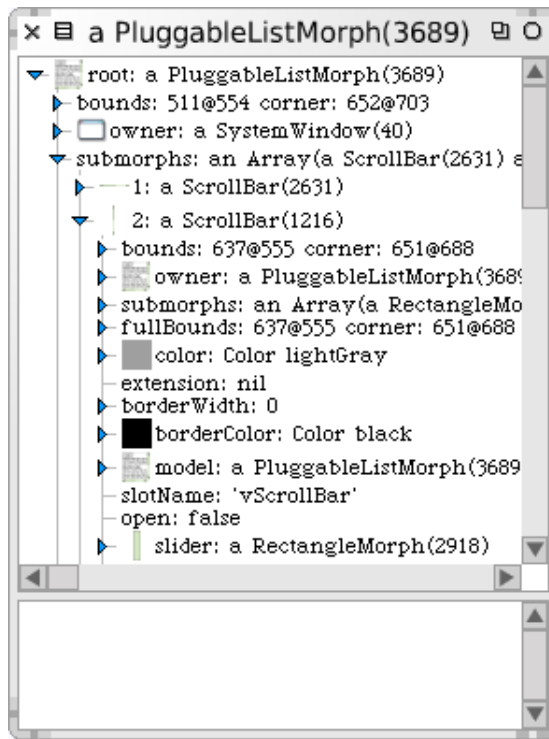 a PluggableListMorph(3689)
root: a PluggableListMorph(3689)
bounds: 511@554 corner: 652@703
owner: a SystemWindow(40)
submorphs: an Array(a ScrollBar(2631) a
1: a ScrollBar(2631)
2: a ScrollBar(1216)
bounds: 637@555 corner: 651@688
owner: a PluggableListMorph(3689
submorphs: an Array(a RectangleMo
fullBounds: 637@555 corner: 651@688
color: Color lightGray
extension: nil
borderWidth: 0
borderColor: Color black
model: a PluggableListMorph(3689
slotName: 'vScrollBar'
open: false
slider: a RectangleMorph(2918)